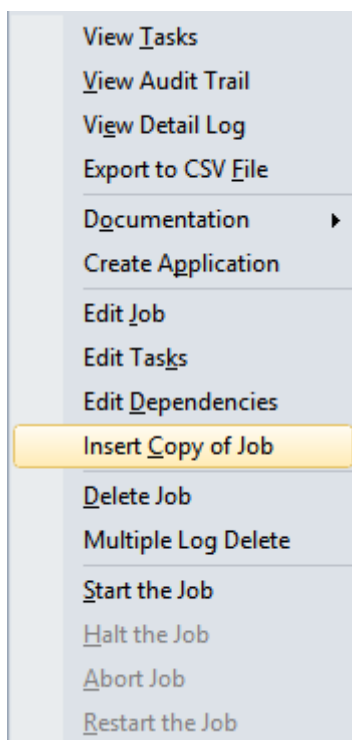 View Tasks
View Audit Trail
View Detail Log
Export to CSV File
Documentation
Create Application
Edit Job
Edit Tasks
Edit Dependencies
Insert Copy of Job
Delete Job
Multiple Log Delete
Start the Job
Halt the Job
Abort Job
Restart the Job